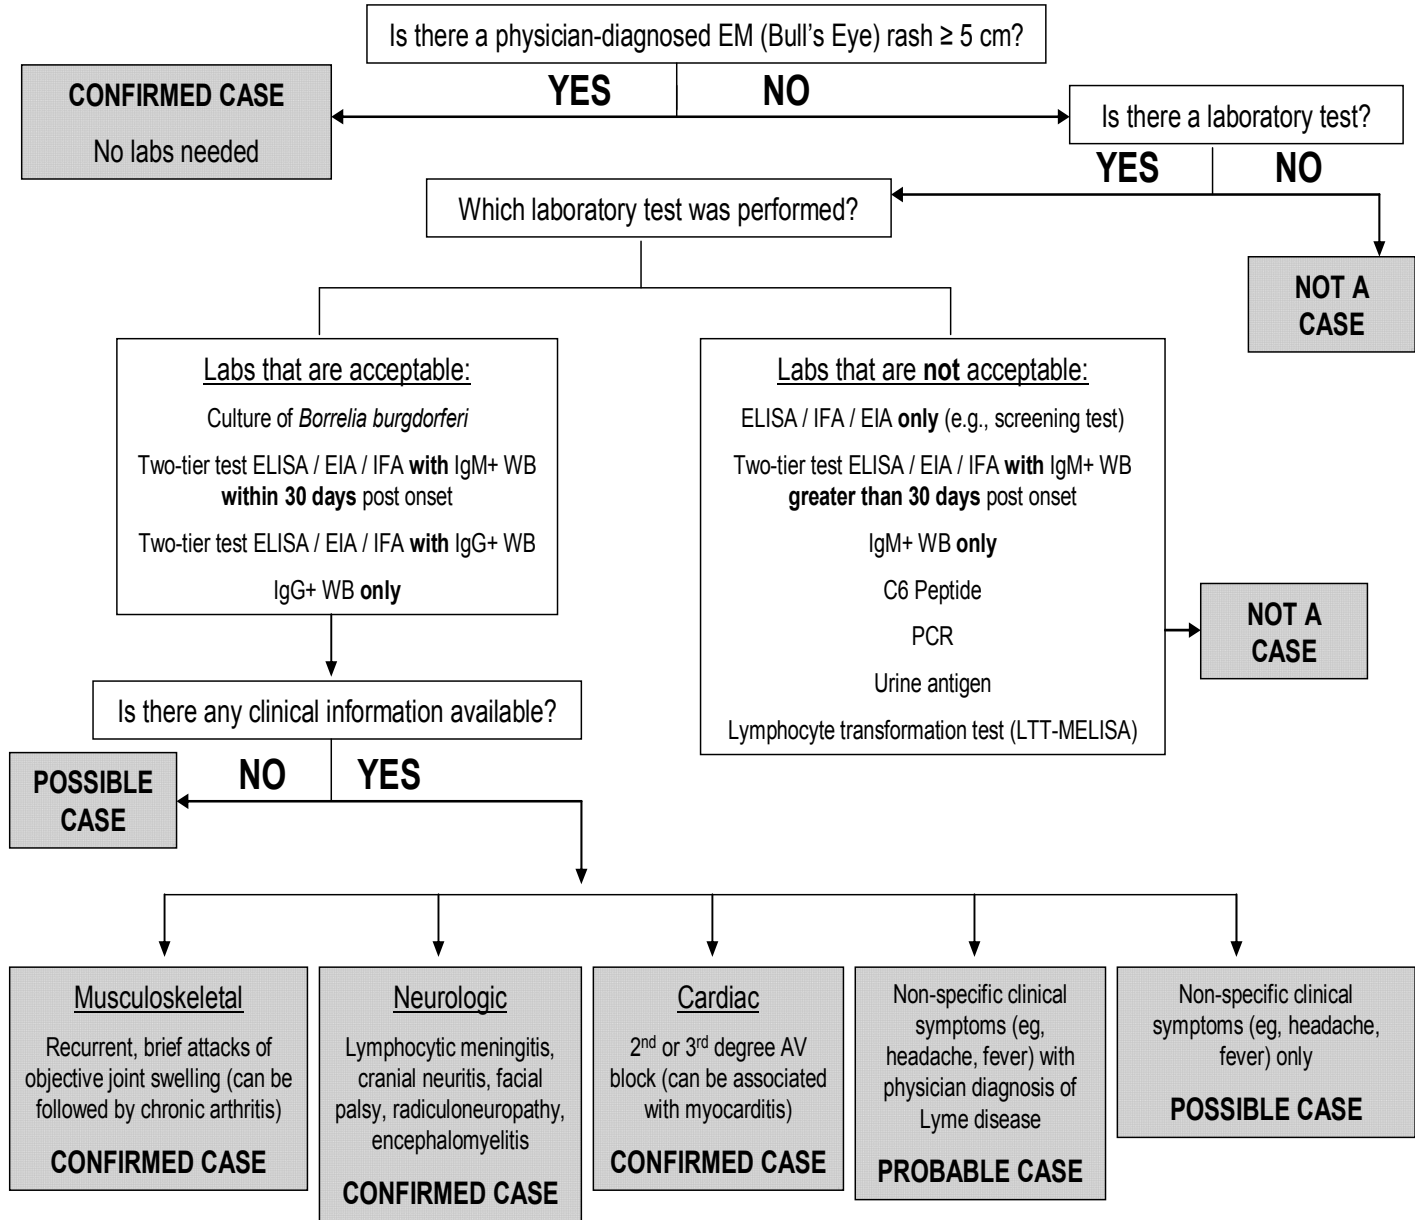 Is there a physician-diagnosed EM (Bull's Eye) rash ≥ 5 cm?
YES
NO
CONFIRMED CASE
No labs needed
Is there a laboratory test?
YES
NO
Which laboratory test was performed?
NOT A
CASE
Labs that are acceptable:
Culture of Borrelia burgdorferi
Two-tier test ELISA / EIA / IFA with IgM+ WB
within 30 days post onset
Two-tier test ELISA / EIA / IFA with IgG+ WB
IgG+ WB only
Labs that are not acceptable:
ELISA / IFA / EIA only (e.g., screening test)
Two-tier test ELISA / EIA / IFA with IgM+ WB
greater than 30 days post onset
IgM+ WB only
C6 Peptide
PCR
Urine antigen
Lymphocyte transformation test (LTT-MELISA)
NOT A
CASE
Is there any clinical information available?
NO
YES
POSSIBLE
CASE
Musculoskeletal
Recurrent, brief attacks of
objective joint swelling (can be
followed by chronic arthritis)
CONFIRMED CASE
Neurologic
Lymphocytic meningitis,
cranial neuritis, facial
palsy, radiculoneuropathy,
encephalomyelitis
CONFIRMED CASE
Cardiac
2nd or 3rd degree AV
block (can be associated
with myocarditis)
CONFIRMED CASE
Non-specific clinical
symptoms (eg,
headache, fever) with
physician diagnosis of
Lyme disease
PROBABLE CASE
Non-specific clinical
symptoms (eg, headache,
fever) only
POSSIBLE CASE